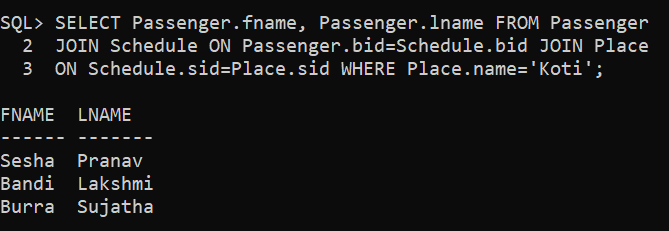 SQL> SELECT Passenger.fname, Passenger.lname FROM Passenger
2 JOIN Schedule ON Passenger.bid=Schedule.bid JOIN Place
3 ON Schedule.sid=Place.sid WHERE Place.name='Koti';
FNAME LNAME
------ -------
Sesha Pranav
Bandi Lakshmi
Burra Sujatha